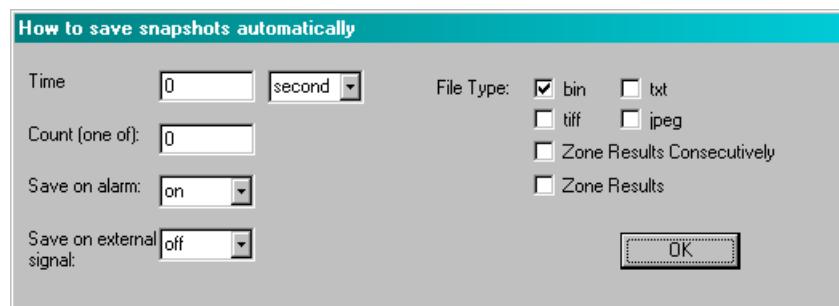 How to save snapshots automatically
Time 0 second File Type: bin txt
tiff jpeg
Count (one of): 0
Zone Results Consecutively
Save on alarm: on Zone Results
Save on external signal: off
OK